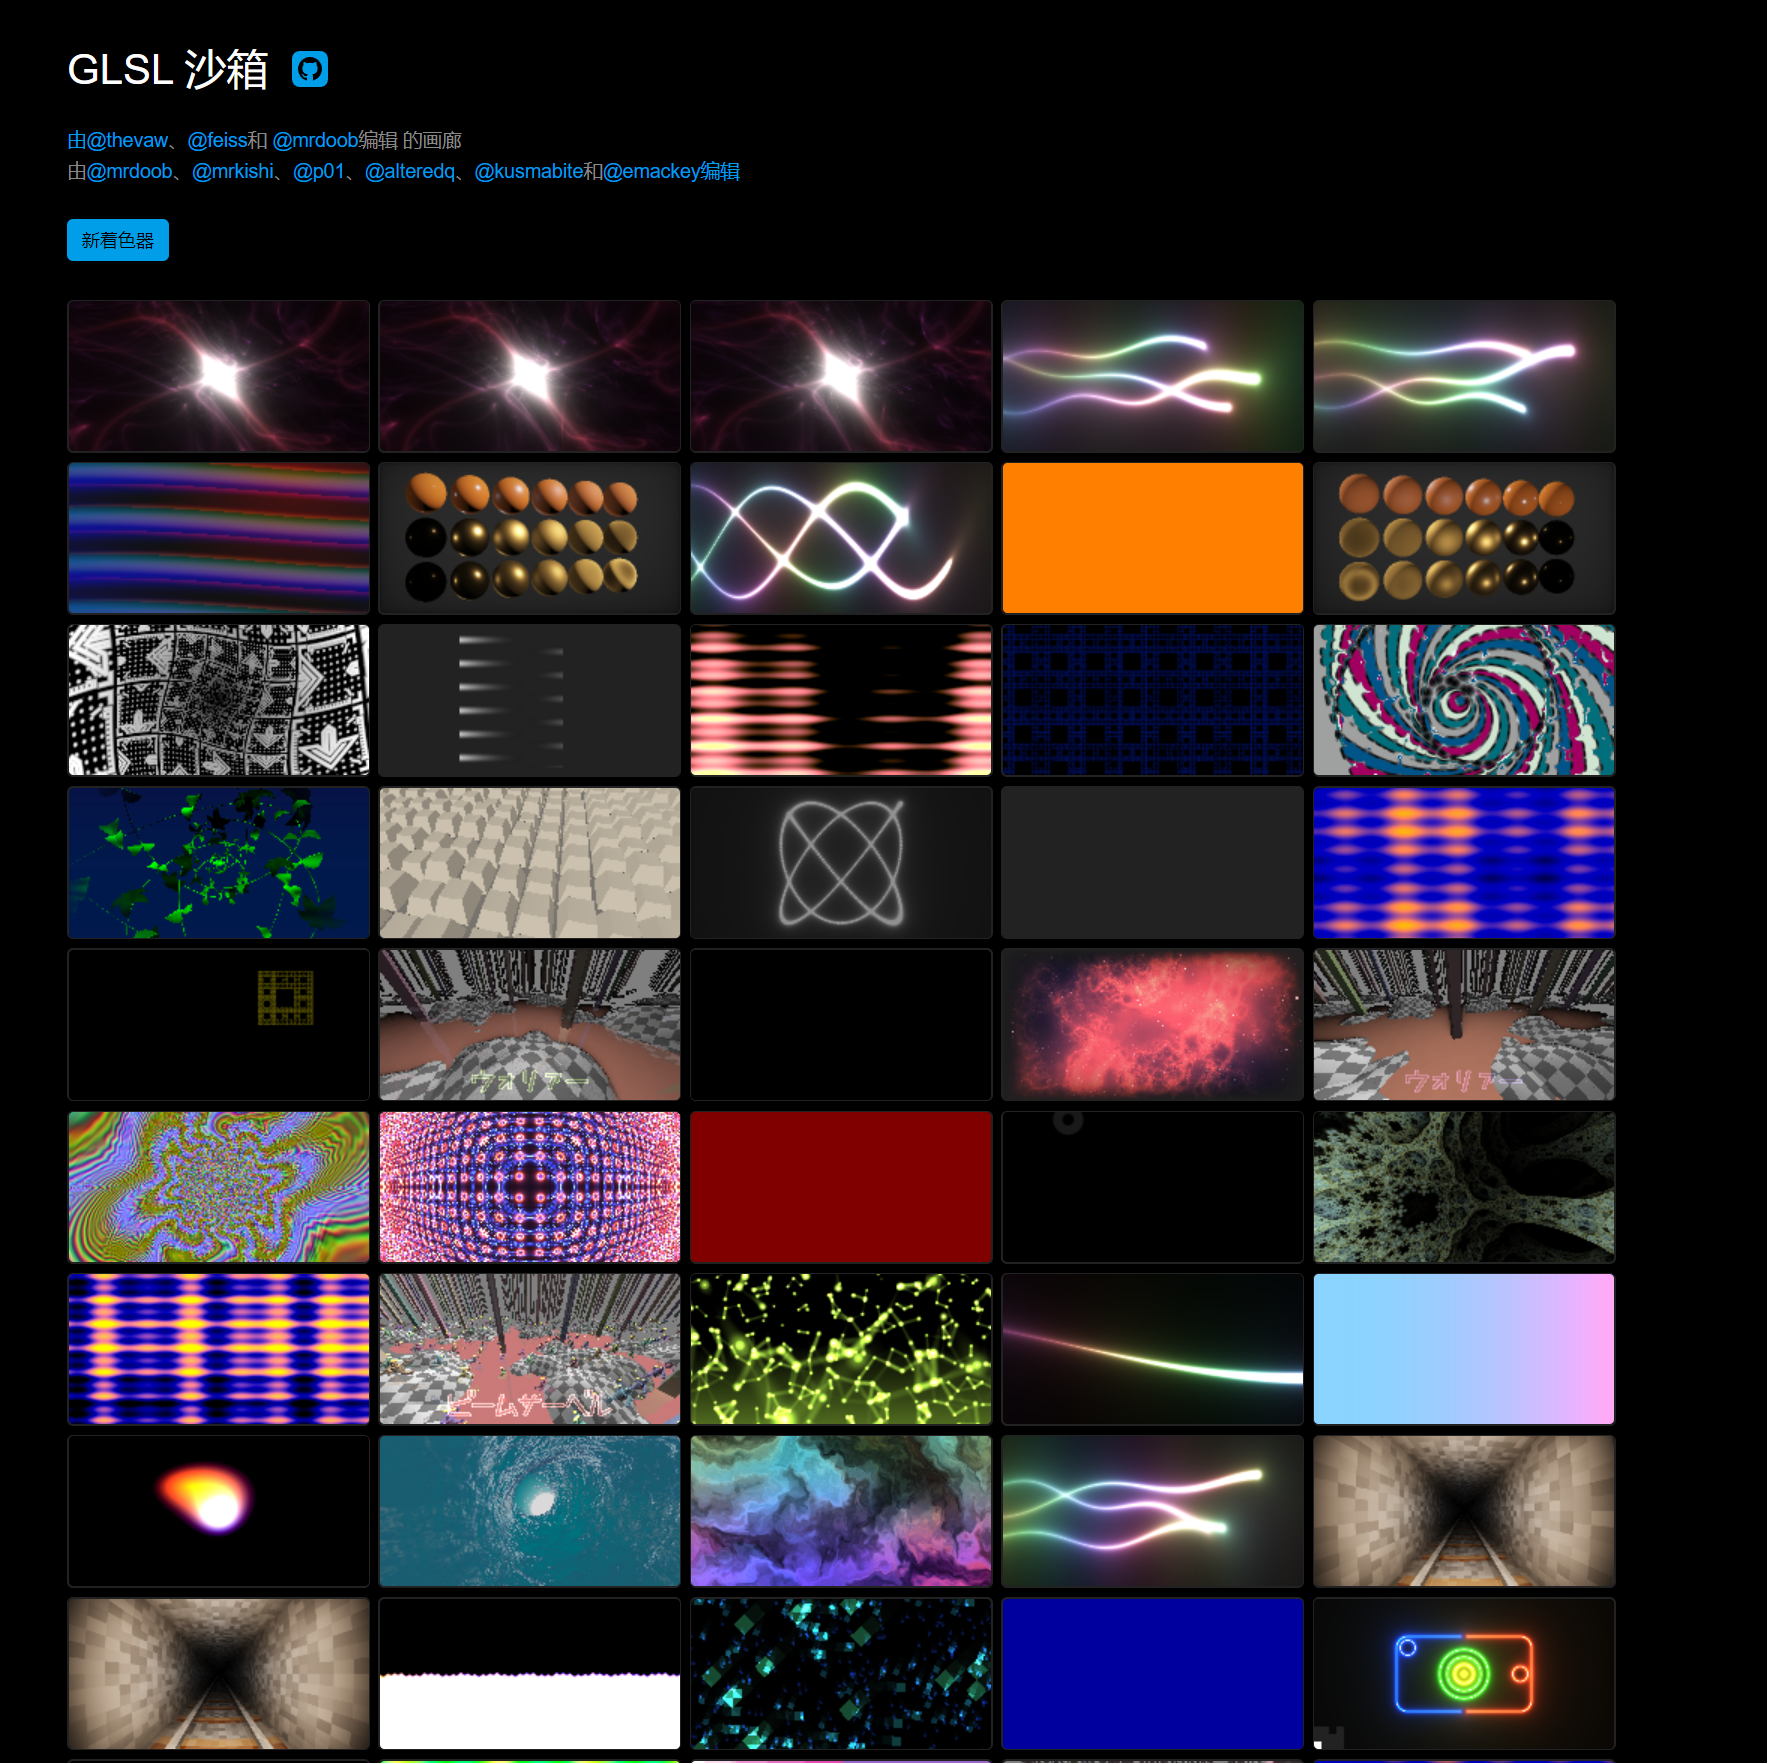 GLSL 沙箱
由@thevaw、@feiss和 @mrdoob编辑 的画廊
由@mrdoob、@mrkishi、@p01、@alteredq、@kusmabite和@emackey编辑
新着色器
ウォリアー
ウォリアー
ビームサーベル